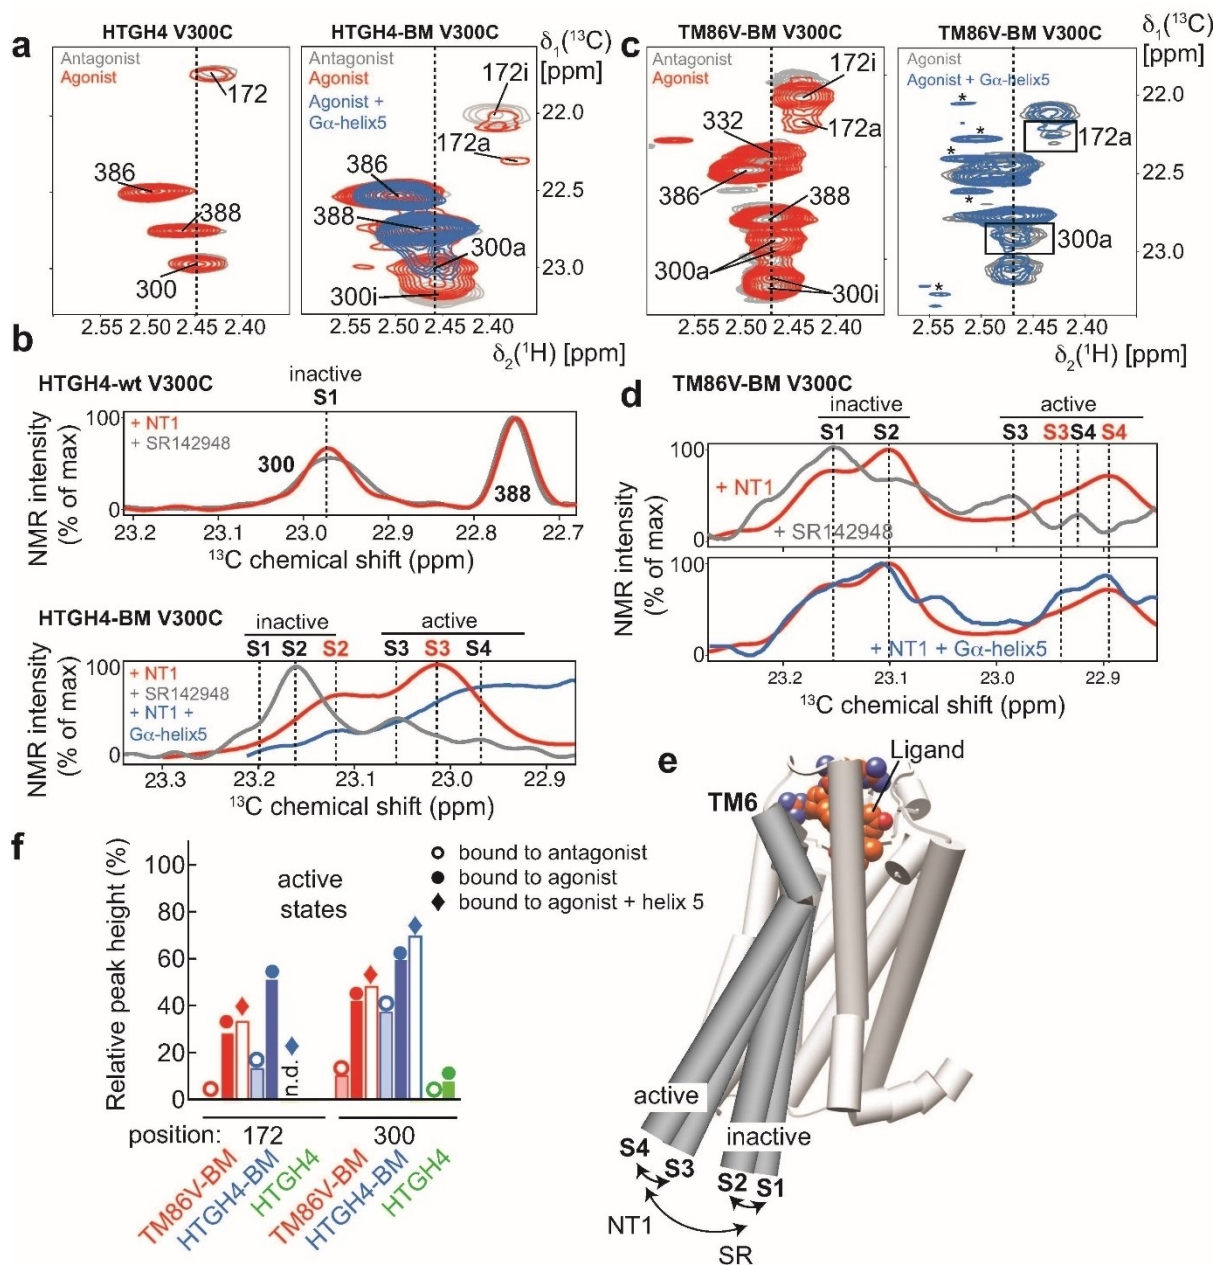 a
HTGH4 V300C
Antagonist
Agonist
172
386
388
300
2.55 2.50 2.45 2.40
HTGH4-BM V300C
Antagonist
Agonist
Agonist +
Gα-helix5
172i
172a
386
388
300a
300i
2.55 2.50 2.45 2.40
δ₁(¹³C)
[ppm]
22.0
22.5
23.0
δ₂(¹H) [ppm]
c
TM86V-BM V300C
Antagonist
Agonist
172i
332
172a
386
388
300a
300i
2.55 2.50 2.45 2.40
TM86V-BM V300C
Agonist
Agonist + Gα-helix5
*
*
*
*
*
172a
300a
2.55 2.50 2.45 2.40
δ₁(¹³C)
[ppm]
22.0
22.5
23.0
δ₂(¹H) [ppm]
b
HTGH4-wt V300C
inactive
S1
+ NT1
+ SR142948
300
388
NMR intensity
(% of max)
100
0
23.2 23.1 23.0 22.9 22.8 22.7
¹³C chemical shift (ppm)
HTGH4-BM V300C
inactive active
S1 S2 S2 S3 S3 S4
+ NT1
+ SR142948
+ NT1 +
Gα-helix5
NMR intensity
(% of max)
100
0
23.3 23.2 23.1 23.0 22.9
¹³C chemical shift (ppm)
d
TM86V-BM V300C
inactive active
S1 S2 S3 S3 S4 S4
+ NT1
+ SR142948
100
0
NMR intensity
(% of max)
100
0
+ NT1 + Gα-helix5
23.2 23.1 23.0 22.9
¹³C chemical shift (ppm)
e
Ligand
TM6
active
inactive
S4
S3
S2
S1
NT1
SR
f
Relative peak height (%)
100
80
60
40
20
0
active
states
bound to antagonist
bound to agonist
bound to agonist + helix 5
n.d.
position: 172 300
TM86V-BM
HTGH4-BM
HTGH4
TM86V-BM
HTGH4-BM
HTGH4